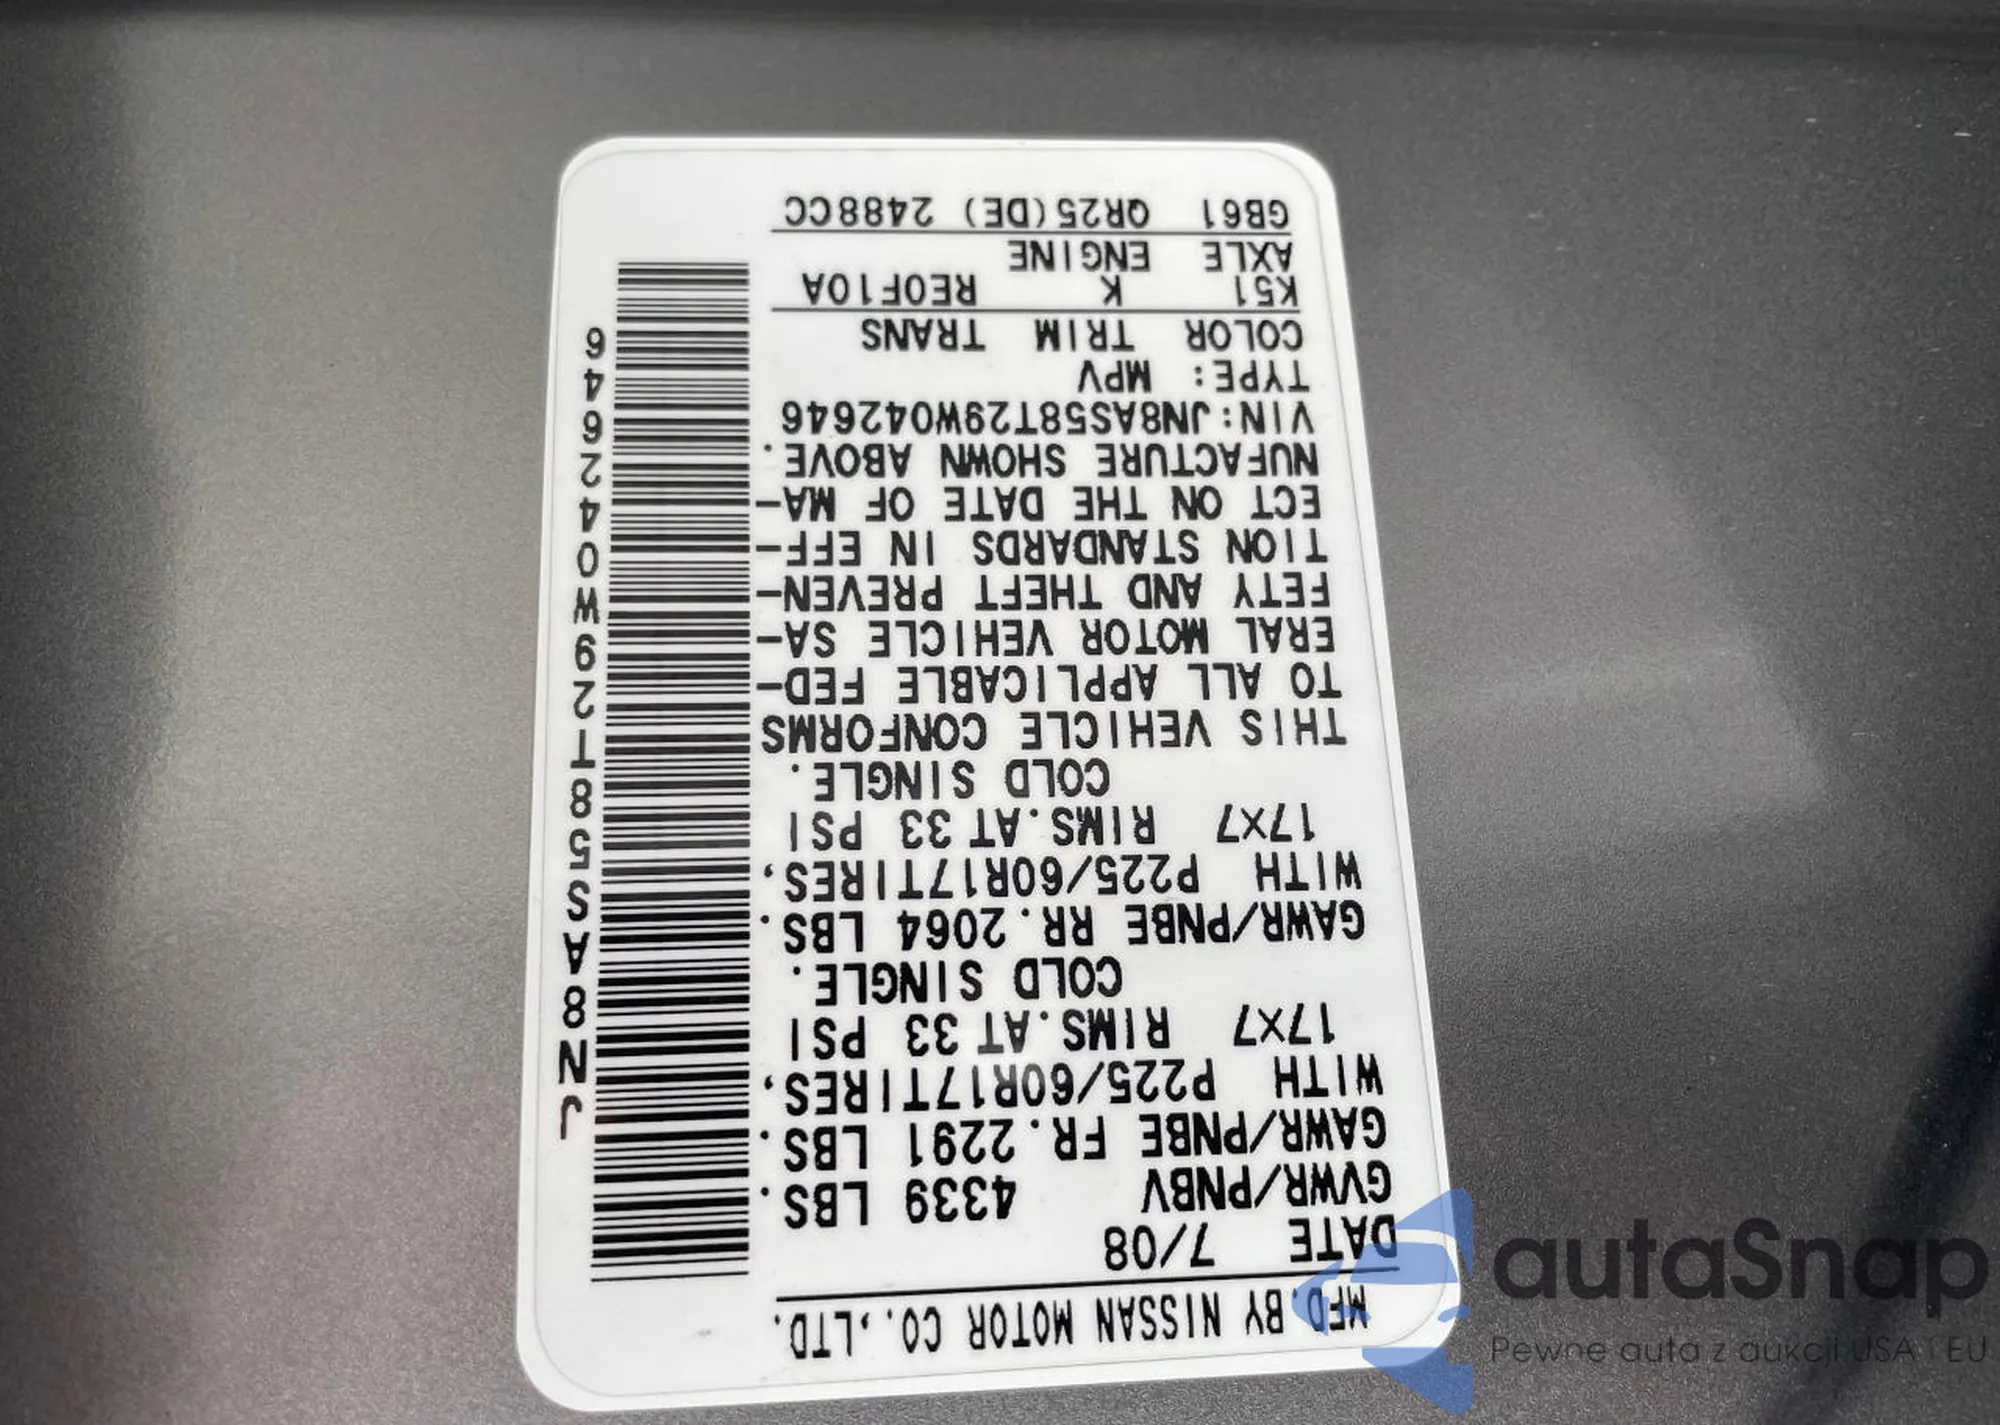 MFD.BY NISSAN MOTOR CO.,LTD.
DATE 7/08
GVWR/PNBV 4339 LBS.
GAWR/PNBE FR.2291 LBS.
WITH P225/60R17TIRES,
17X7 RIMS.AT 33 PSI
COLD SINGLE.
GAWR/PNBE RR.2064 LBS.
WITH P225/60R17TIRES,
17X7 RIMS.AT 33 PSI
COLD SINGLE.
THIS VEHICLE CONFORMS
TO ALL APPLICABLE FED-
ERAL MOTOR VEHICLE SA-
FETY AND THEFT PREVEN-
TION STANDARDS IN EFF-
ECT ON THE DATE OF MA-
NUFACTURE SHOWN ABOVE.
VIN:JN8AS58T29W042646
TYPE: MPV
COLOR TRIM TRANS
K51 K RE0F10A
AXLE ENGINE
GB61 QR25(DE) 2488CC
JN8AS58T29W042646
autaSnap
Pewne auta z aukcji USA i EU